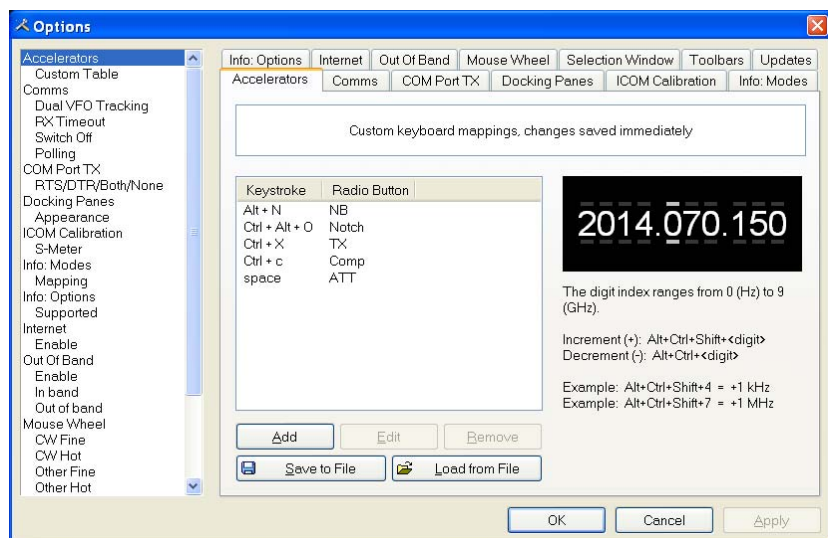 Options
Accelerators
Custom Table
Comms
Dual VFO Tracking
RX Timeout
Switch Off
Polling
COM Port TX
RTS/DTR/Both/None
Docking Panes
Appearance
ICOM Calibration
S-Meter
Info: Modes
Mapping
Info: Options
Supported
Internet
Enable
Out Of Band
Enable
In band
Out of band
Mouse Wheel
CW Fine
CW Hot
Other Fine
Other Hot
Info: Options Internet Out Of Band Mouse Wheel Selection Window Toolbars Updates
Accelerators Comms COM Port TX Docking Panes ICOM Calibration Info: Modes
Custom keyboard mappings, changes saved immediately
Keystroke Radio Button
Alt + N NB
Ctrl + Alt + O Notch
Ctrl + X TX
Ctrl + c Comp
space ATT
2014.070.150
The digit index ranges from 0 (Hz) to 9
(GHz).
Increment (+): Alt+Ctrl+Shift+<digit>
Decrement (-): Alt+Ctrl+<digit>
Example: Alt+Ctrl+Shift+4 = +1 kHz
Example: Alt+Ctrl+Shift+7 = +1 MHz
Add Edit Remove
Save to File Load from File
OK Cancel Apply